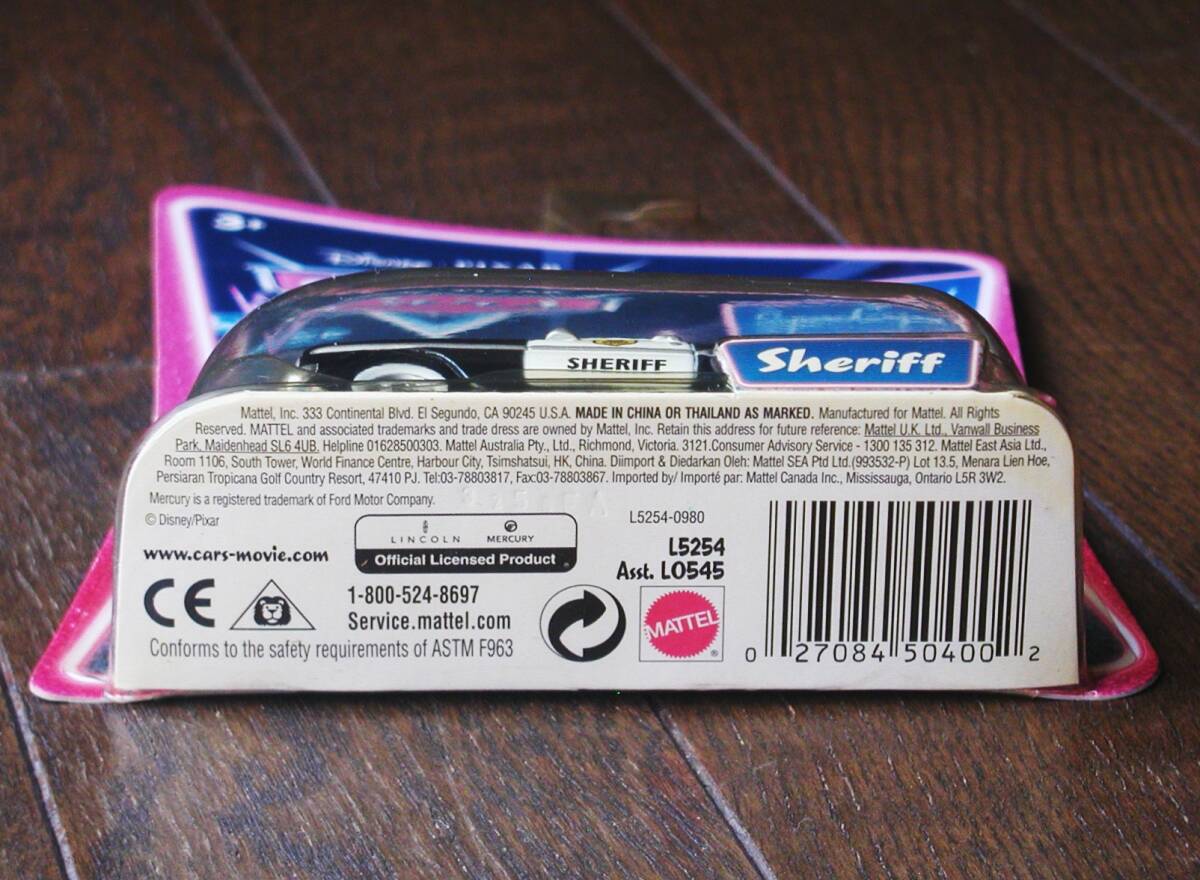 3+
Disney · PIXAR
SHERIFF
Sheriff
Mattel, Inc. 333 Continental Blvd. El Segundo, CA 90245 U.S.A. MADE IN CHINA OR THAILAND AS MARKED. Manufactured for Mattel. All Rights
Reserved. MATTEL and associated trademarks and trade dress are owned by Mattel, Inc. Retain this address for future reference: Mattel U.K. Ltd., Vanwall Business
Park, Maidenhead SL6 4UB. Helpline 01628500303. Mattel Australia Pty., Ltd., Richmond, Victoria. 3121.Consumer Advisory Service - 1300 135 312. Mattel East Asia Ltd.,
Room 1106, South Tower, World Finance Centre, Harbour City, Tsimshatsui, HK, China. Diimport & Diedarkan Oleh: Mattel SEA Ptd Ltd.(993532-P) Lot 13.5, Menara Lien Hoe,
Persiaran Tropicana Golf Country Resort, 47410 PJ. Tel:03-78803817, Fax:03-78803867. Imported by/ Importé par: Mattel Canada Inc., Mississauga, Ontario L5R 3W2.
Mercury is a registered trademark of Ford Motor Company.
© Disney/Pixar
LINCOLN MERCURY
Official Licensed Product
L5254-0980
www.cars-movie.com
L5254
Asst. L0545
CE
1-800-524-8697
Service.mattel.com
Conforms to the safety requirements of ASTM F963
MATTEL
®
0 27084 50400 2